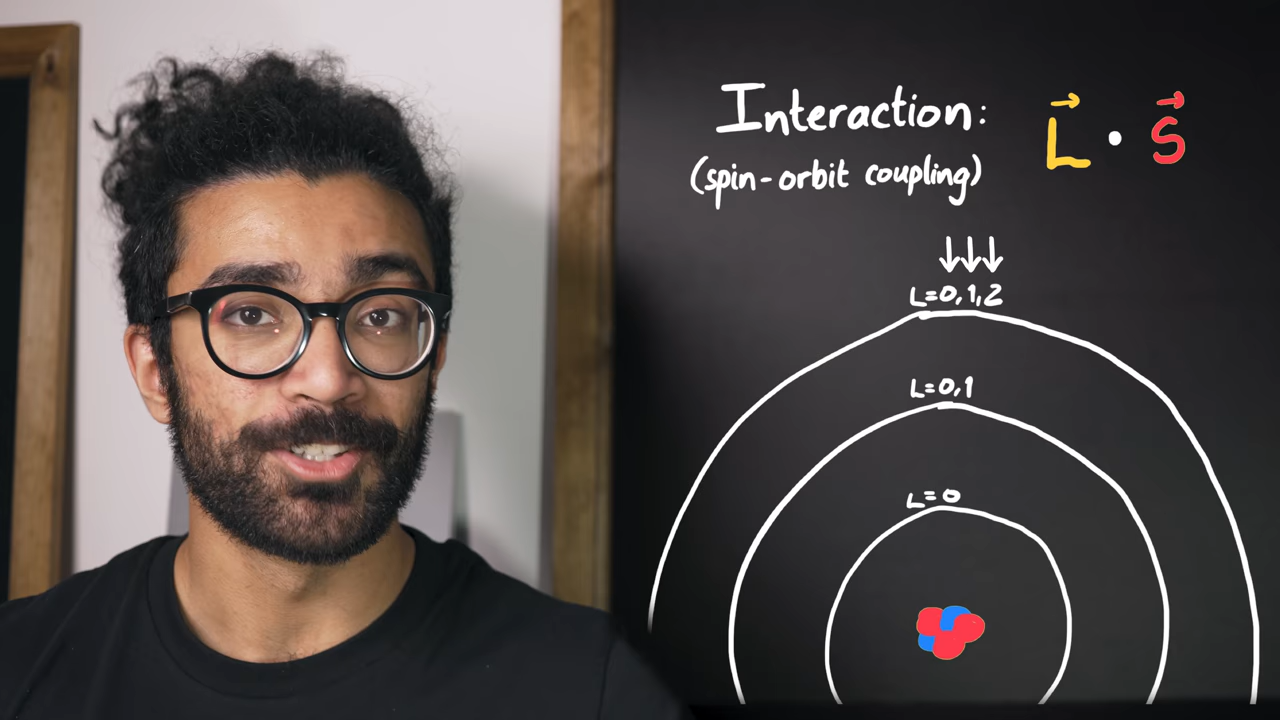 Interaction: L · S
(spin-orbit coupling)
L=0,1,2
L=0,1
L=0